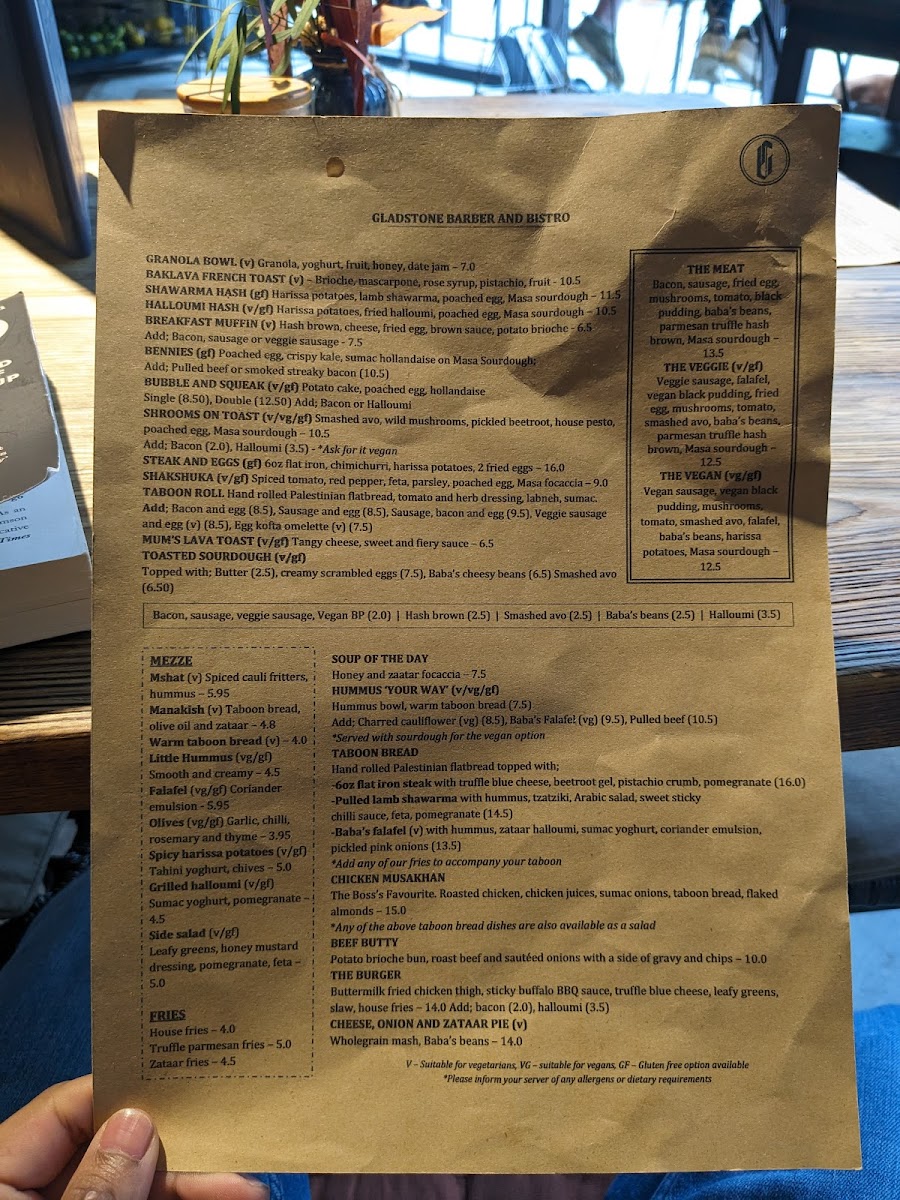 G
GLADSTONE BARBER AND BISTRO
GRANOLA BOWL (v) Granola, yoghurt, fruit, honey, date jam – 7.0
BAKLAVA FRENCH TOAST (v) – Brioche, mascarpone, rose syrup, pistachio, fruit - 10.5
SHAWARMA HASH (gf) Harissa potatoes, lamb shawarma, poached egg, Masa sourdough – 11.5
HALLOUMI HASH (v/gf) Harissa potatoes, fried halloumi, poached egg, Masa sourdough - 10.5
BREAKFAST MUFFIN (v) Hash brown, cheese, fried egg, brown sauce, potato brioche - 6.5
Add; Bacon, sausage or veggie sausage - 7.5
BENNIES (gf) Poached egg, crispy kale, sumac hollandaise on Masa Sourdough;
Add; Pulled beef or smoked streaky bacon (10.5)
BUBBLE AND SQUEAK (v/gf) Potato cake, poached egg, hollandaise
Single (8.50), Double (12.50) Add; Bacon or Halloumi
SHROOMS ON TOAST (v/vg/gf) Smashed avo, wild mushrooms, pickled beetroot, house pesto,
poached egg, Masa sourdough – 10.5
Add; Bacon (2.0), Halloumi (3.5) - *Ask for it vegan
STEAK AND EGGS (gf) 6oz flat iron, chimichurri, harissa potatoes, 2 fried eggs – 16.0
SHAKSHUKA (v/gf) Spiced tomato, red pepper, feta, parsley, poached egg, Masa focaccia – 9.0
TABOON ROLL Hand rolled Palestinian flatbread, tomato and herb dressing, labneh, sumac.
Add; Bacon and egg (8.5), Sausage and egg (8.5), Sausage, bacon and egg (9.5), Veggie sausage
and egg (v) (8.5), Egg kofta omelette (v) (7.5)
MUM'S LAVA TOAST (v/gf) Tangy cheese, sweet and fiery sauce – 6.5
TOASTED SOURDOUGH (v/gf)
Topped with; Butter (2.5), creamy scrambled eggs (7.5), Baba's cheesy beans (6.5) Smashed avo
(6.50)
THE MEAT
Bacon, sausage, fried egg,
mushrooms, tomato, black
pudding, baba's beans,
parmesan truffle hash
brown, Masa sourdough –
13.5
THE VEGGIE (v/gf)
Veggie sausage, falafel,
vegan black pudding, fried
egg, mushrooms, tomato,
smashed avo, baba's beans,
parmesan truffle hash
brown, Masa sourdough –
12.5
THE VEGAN (vg/gf)
Vegan sausage, vegan black
pudding, mushrooms,
tomato, smashed avo, falafel,
baba's beans, harissa
potatoes, Masa sourdough –
12.5
Bacon, sausage, veggie sausage, Vegan BP (2.0) | Hash brown (2.5) | Smashed avo (2.5) | Baba's beans (2.5) | Halloumi (3.5)
MEZZE
Mshat (v) Spiced cauli fritters,
hummus – 5.95
Manakish (v) Taboon bread,
olive oil and zataar – 4.8
Warm taboon bread (v) – 4.0
Little Hummus (vg/gf)
Smooth and creamy – 4.5
Falafel (vg/gf) Coriander
emulsion - 5.95
Olives (vg/gf) Garlic, chilli,
rosemary and thyme – 3.95
Spicy harissa potatoes (v/gf)
Tahini yoghurt, chives – 5.0
Grilled halloumi (v/gf)
Sumac yoghurt, pomegranate –
4.5
Side salad (v/gf)
Leafy greens, honey mustard
dressing, pomegranate, feta –
5.0
FRIES
House fries – 4.0
Truffle parmesan fries – 5.0
Zataar fries – 4.5
SOUP OF THE DAY
Honey and zaatar focaccia – 7.5
HUMMUS 'YOUR WAY' (v/vg/gf)
Hummus bowl, warm taboon bread (7.5)
Add; Charred cauliflower (vg) (8.5), Baba's Falafel (vg) (9.5), Pulled beef (10.5)
*Served with sourdough for the vegan option
TABOON BREAD
Hand rolled Palestinian flatbread topped with;
-6oz flat iron steak with truffle blue cheese, beetroot gel, pistachio crumb, pomegranate (16.0)
-Pulled lamb shawarma with hummus, tzatziki, Arabic salad, sweet sticky
chilli sauce, feta, pomegranate (14.5)
-Baba's falafel (v) with hummus, zataar halloumi, sumac yoghurt, coriander emulsion,
pickled pink onions (13.5)
*Add any of our fries to accompany your taboon
CHICKEN MUSAKHAN
The Boss's Favourite. Roasted chicken, chicken juices, sumac onions, taboon bread, flaked
almonds – 15.0
*Any of the above taboon bread dishes are also available as a salad
BEEF BUTTY
Potato brioche bun, roast beef and sautéed onions with a side of gravy and chips – 10.0
THE BURGER
Buttermilk fried chicken thigh, sticky buffalo BBQ sauce, truffle blue cheese, leafy greens,
slaw, house fries – 14.0 Add; bacon (2.0), halloumi (3.5)
CHEESE, ONION AND ZATAAR PIE (v)
Wholegrain mash, Baba's beans – 14.0
V – Suitable for vegetarians, VG – suitable for vegans, GF – Gluten free option available
*Please inform your server of any allergens or dietary requirements
As an
Times